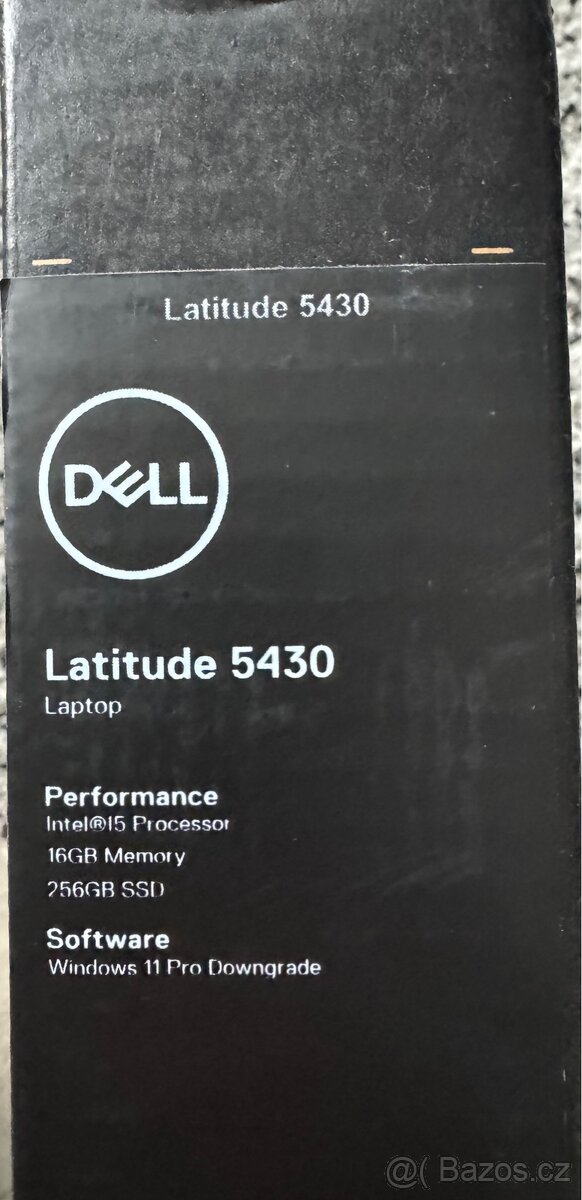 Latitude 5430
DELL
Latitude 5430
Laptop
Performance
Intel®I5 Processor
16GB Memory
256GB SSD
Software
Windows 11 Pro Downgrade
@( Bazos.cz